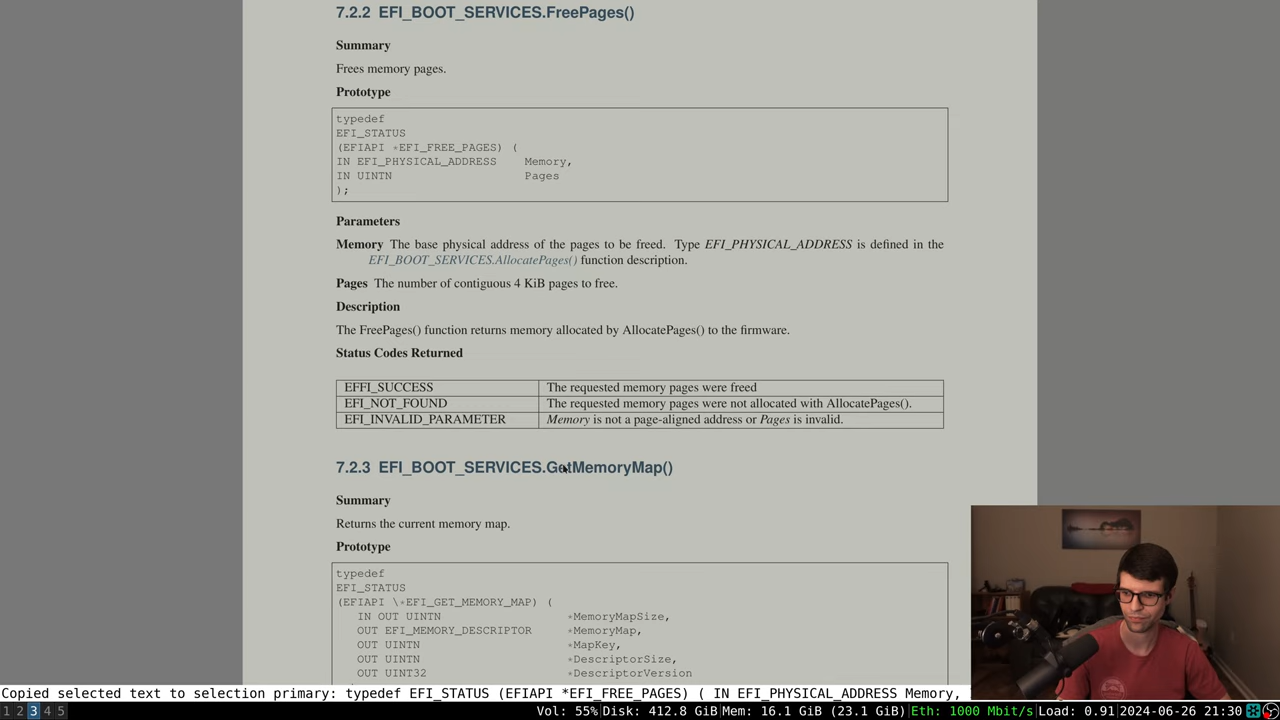 7.2.2 EFI_BOOT_SERVICES.FreePages()
Summary
Frees memory pages.
Prototype
typedef
EFI_STATUS
(EFIAPI *EFI_FREE_PAGES) (
IN EFI_PHYSICAL_ADDRESS Memory,
IN UINTN Pages
);
Parameters
Memory The base physical address of the pages to be freed. Type EFI_PHYSICAL_ADDRESS is defined in the
EFI_BOOT_SERVICES.AllocatePages() function description.
Pages The number of contiguous 4 KiB pages to free.
Description
The FreePages() function returns memory allocated by AllocatePages() to the firmware.
Status Codes Returned
EFFI_SUCCESS The requested memory pages were freed
EFI_NOT_FOUND The requested memory pages were not allocated with AllocatePages().
EFI_INVALID_PARAMETER Memory is not a page-aligned address or Pages is invalid.
7.2.3 EFI_BOOT_SERVICES.GetMemoryMap()
Summary
Returns the current memory map.
Prototype
typedef
EFI_STATUS
(EFIAPI \*EFI_GET_MEMORY_MAP) (
IN OUT UINTN *MemoryMapSize,
OUT EFI_MEMORY_DESCRIPTOR *MemoryMap,
OUT UINTN *MapKey,
OUT UINTN *DescriptorSize,
OUT UINT32 *DescriptorVersion
Copied selected text to selection primary: typedef EFI_STATUS (EFIAPI *EFI_FREE_PAGES) ( IN EFI_PHYSICAL_ADDRESS Memory,
1 2 3 4 5 Vol: 55% Disk: 412.8 GiB Mem: 16.1 GiB (23.1 GiB) Eth: 1000 Mbit/s Load: 0.91 2024-06-26 21:30